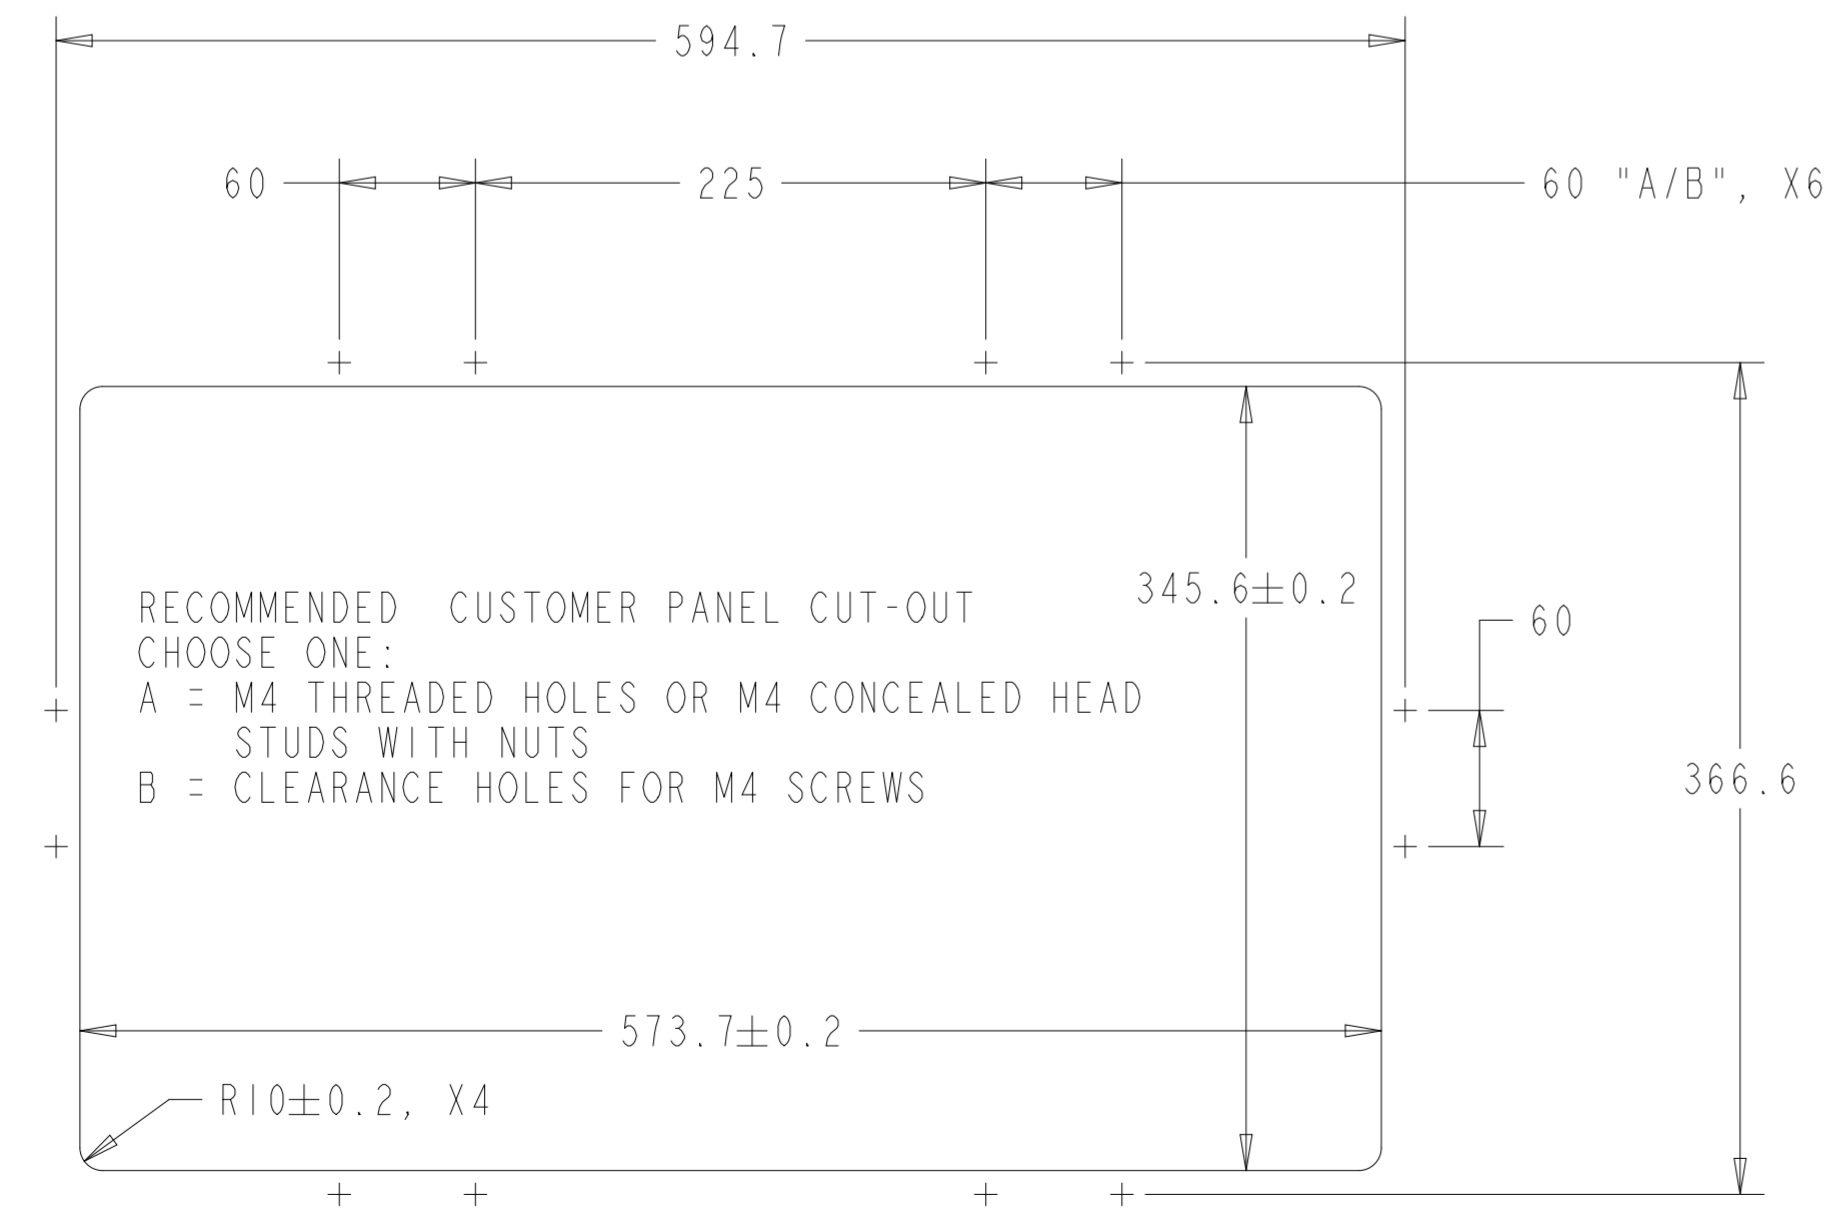 594.7
60
225
60 "A/B", X6
345.6±0.2
RECOMMENDED CUSTOMER PANEL CUT-OUT
CHOOSE ONE:
A = M4 THREADED HOLES OR M4 CONCEALED HEAD
STUDS WITH NUTS
B = CLEARANCE HOLES FOR M4 SCREWS
60
366.6
573.7±0.2
R10±0.2, X4